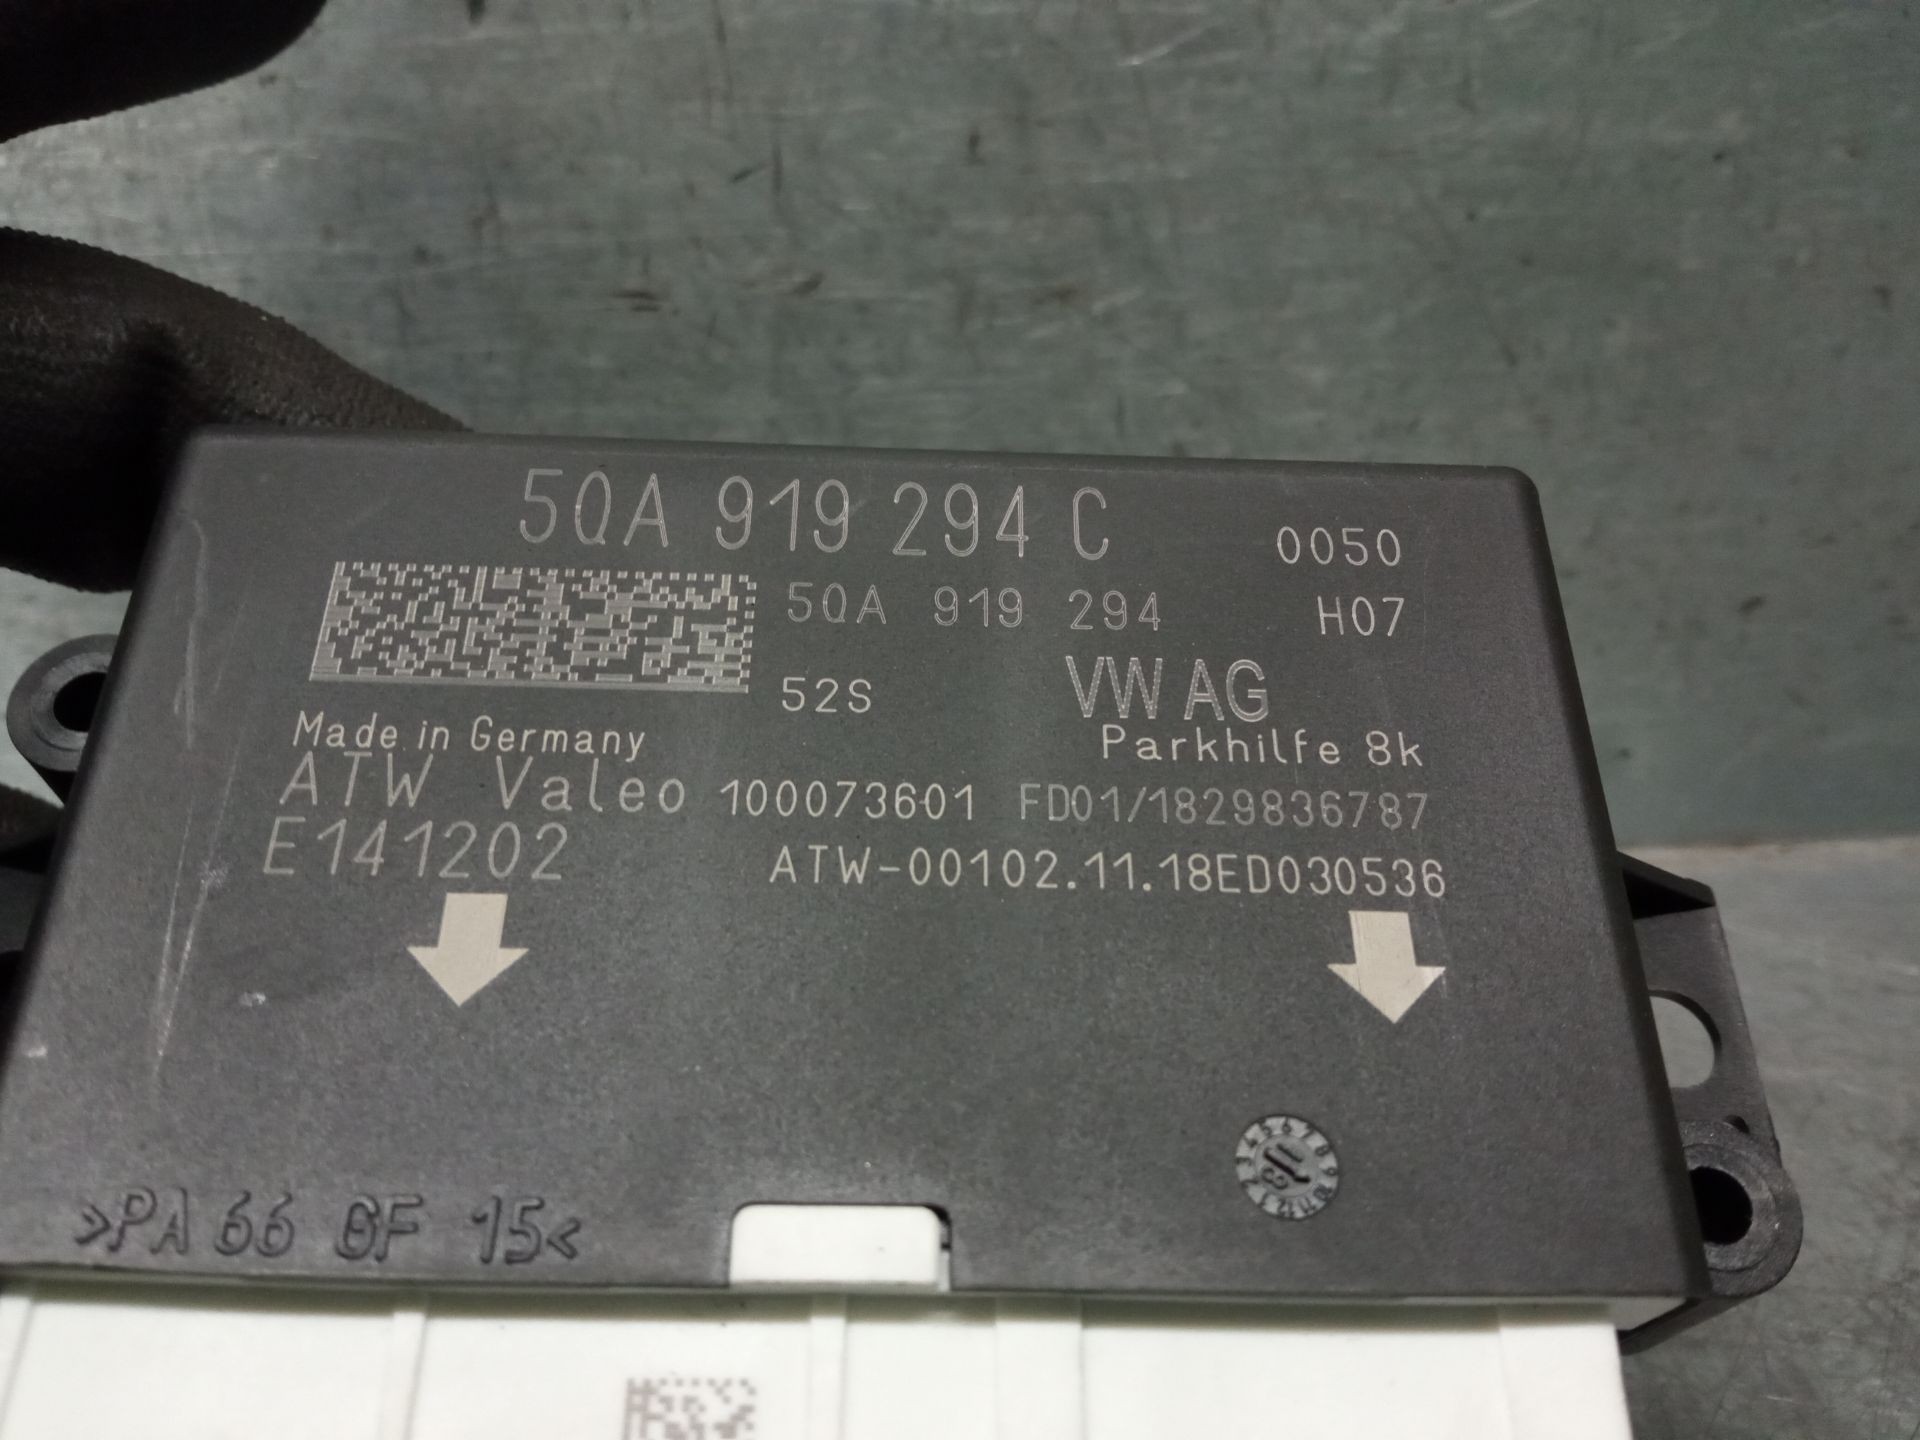 5QA 919 294 C
0050
5QA 919 294
H07
52S
VW AG
Made in Germany
Parkhilfe 8k
ATW Valeo 100073601 FD01/1829836787
E141202
ATW-00102.11.18ED030536
>PA 66 GF 15<